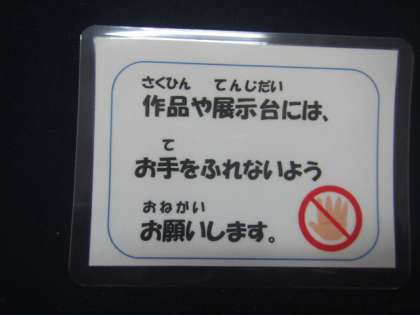 さくひん てんじだい
作品や展示台には、
て
お手をふれないよう
おねがい
お願いします。